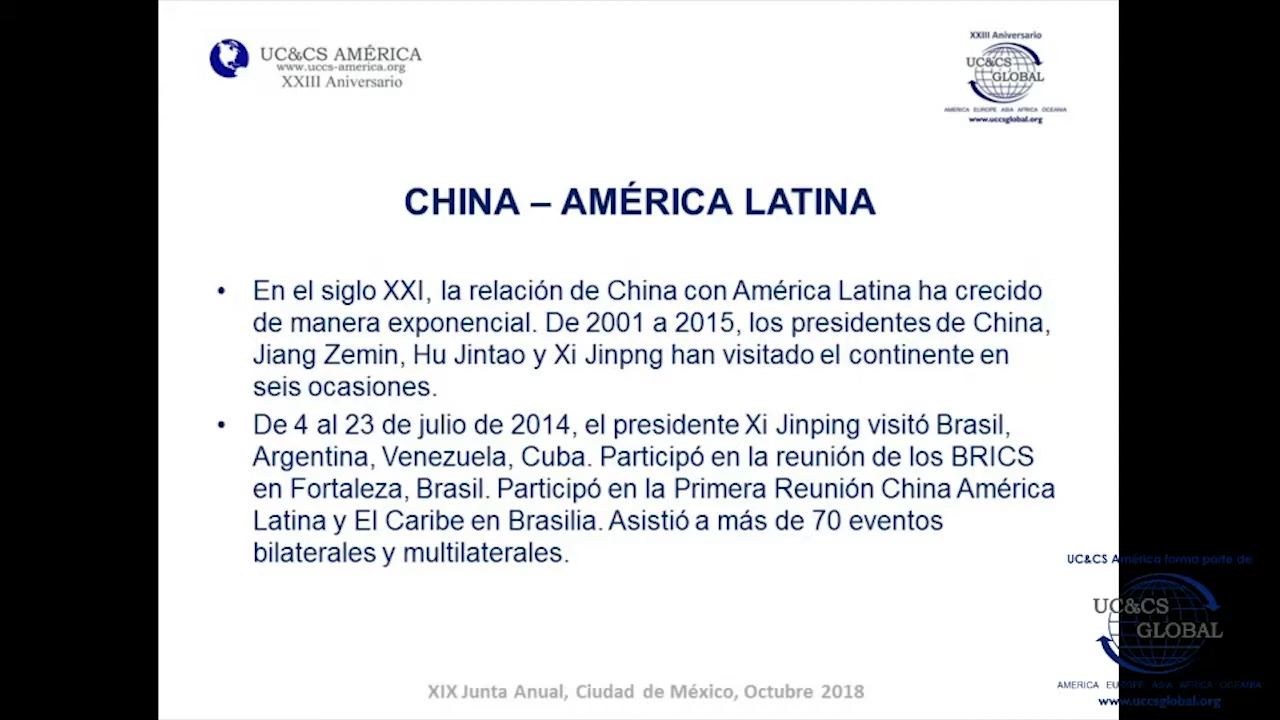 UC&CS AMÉRICA
www.uccs-america.org
XXIII Aniversario
XXIII Aniversario
UC&CS
GLOBAL
AMERICA EUROPE ASIA AFRICA OCEANIA
www.uccsglobal.org
CHINA – AMÉRICA LATINA
• En el siglo XXI, la relación de China con América Latina ha crecido
de manera exponencial. De 2001 a 2015, los presidentes de China,
Jiang Zemin, Hu Jintao y Xi Jinpng han visitado el continente en
seis ocasiones.
• De 4 al 23 de julio de 2014, el presidente Xi Jinping visitó Brasil,
Argentina, Venezuela, Cuba. Participó en la reunión de los BRICS
en Fortaleza, Brasil. Participó en la Primera Reunión China América
Latina y El Caribe en Brasilia. Asistió a más de 70 eventos
bilaterales y multilaterales.
UC&CS América forma parte de
UC&CS
GLOBAL
AMERICA EUROPE ASIA AFRICA OCEANIA
www.uccsglobal.org
XIX Junta Anual, Ciudad de México, Octubre 2018